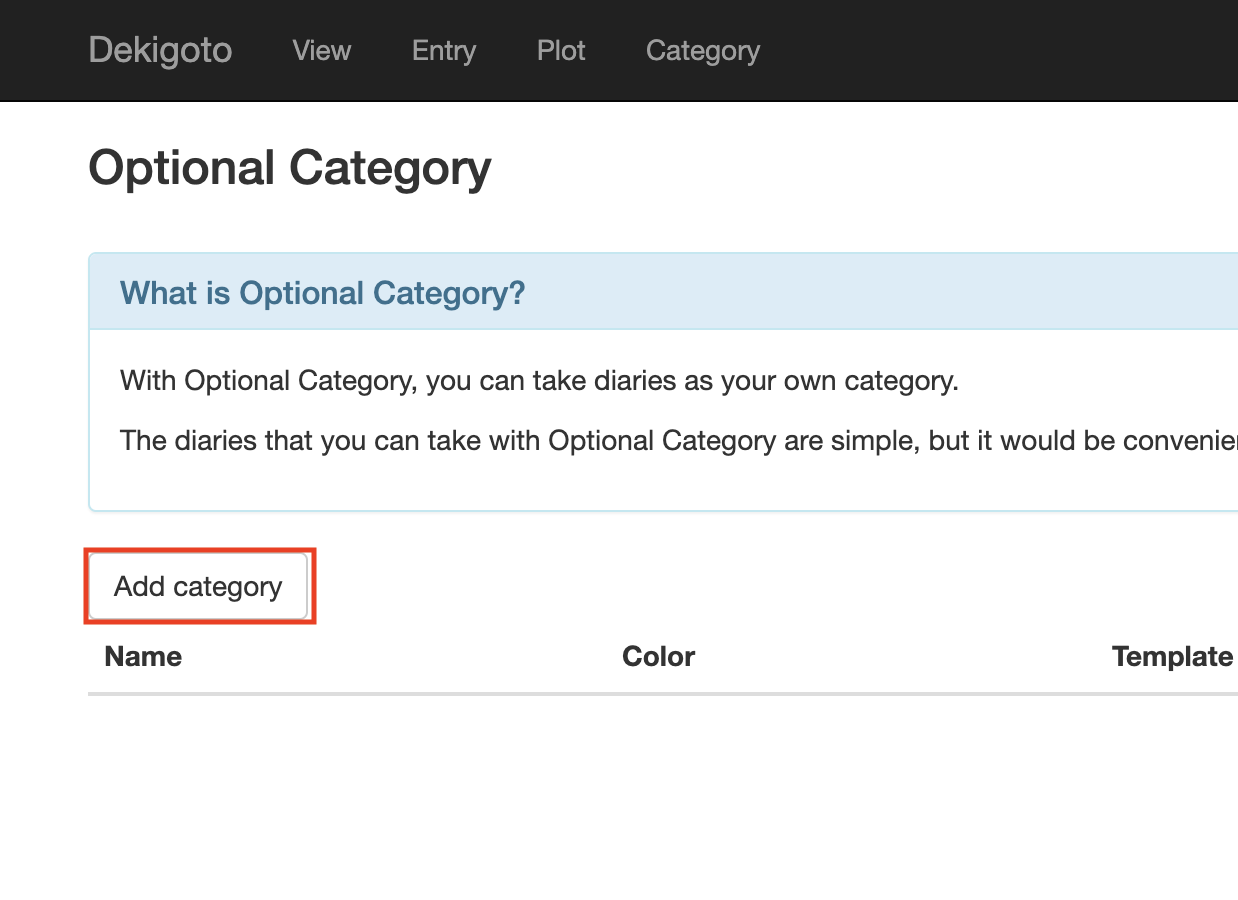 Dekigoto View Entry Plot Category
Optional Category
What is Optional Category?
With Optional Category, you can take diaries as your own category.
The diaries that you can take with Optional Category are simple, but it would be
Add category
Name Color Template